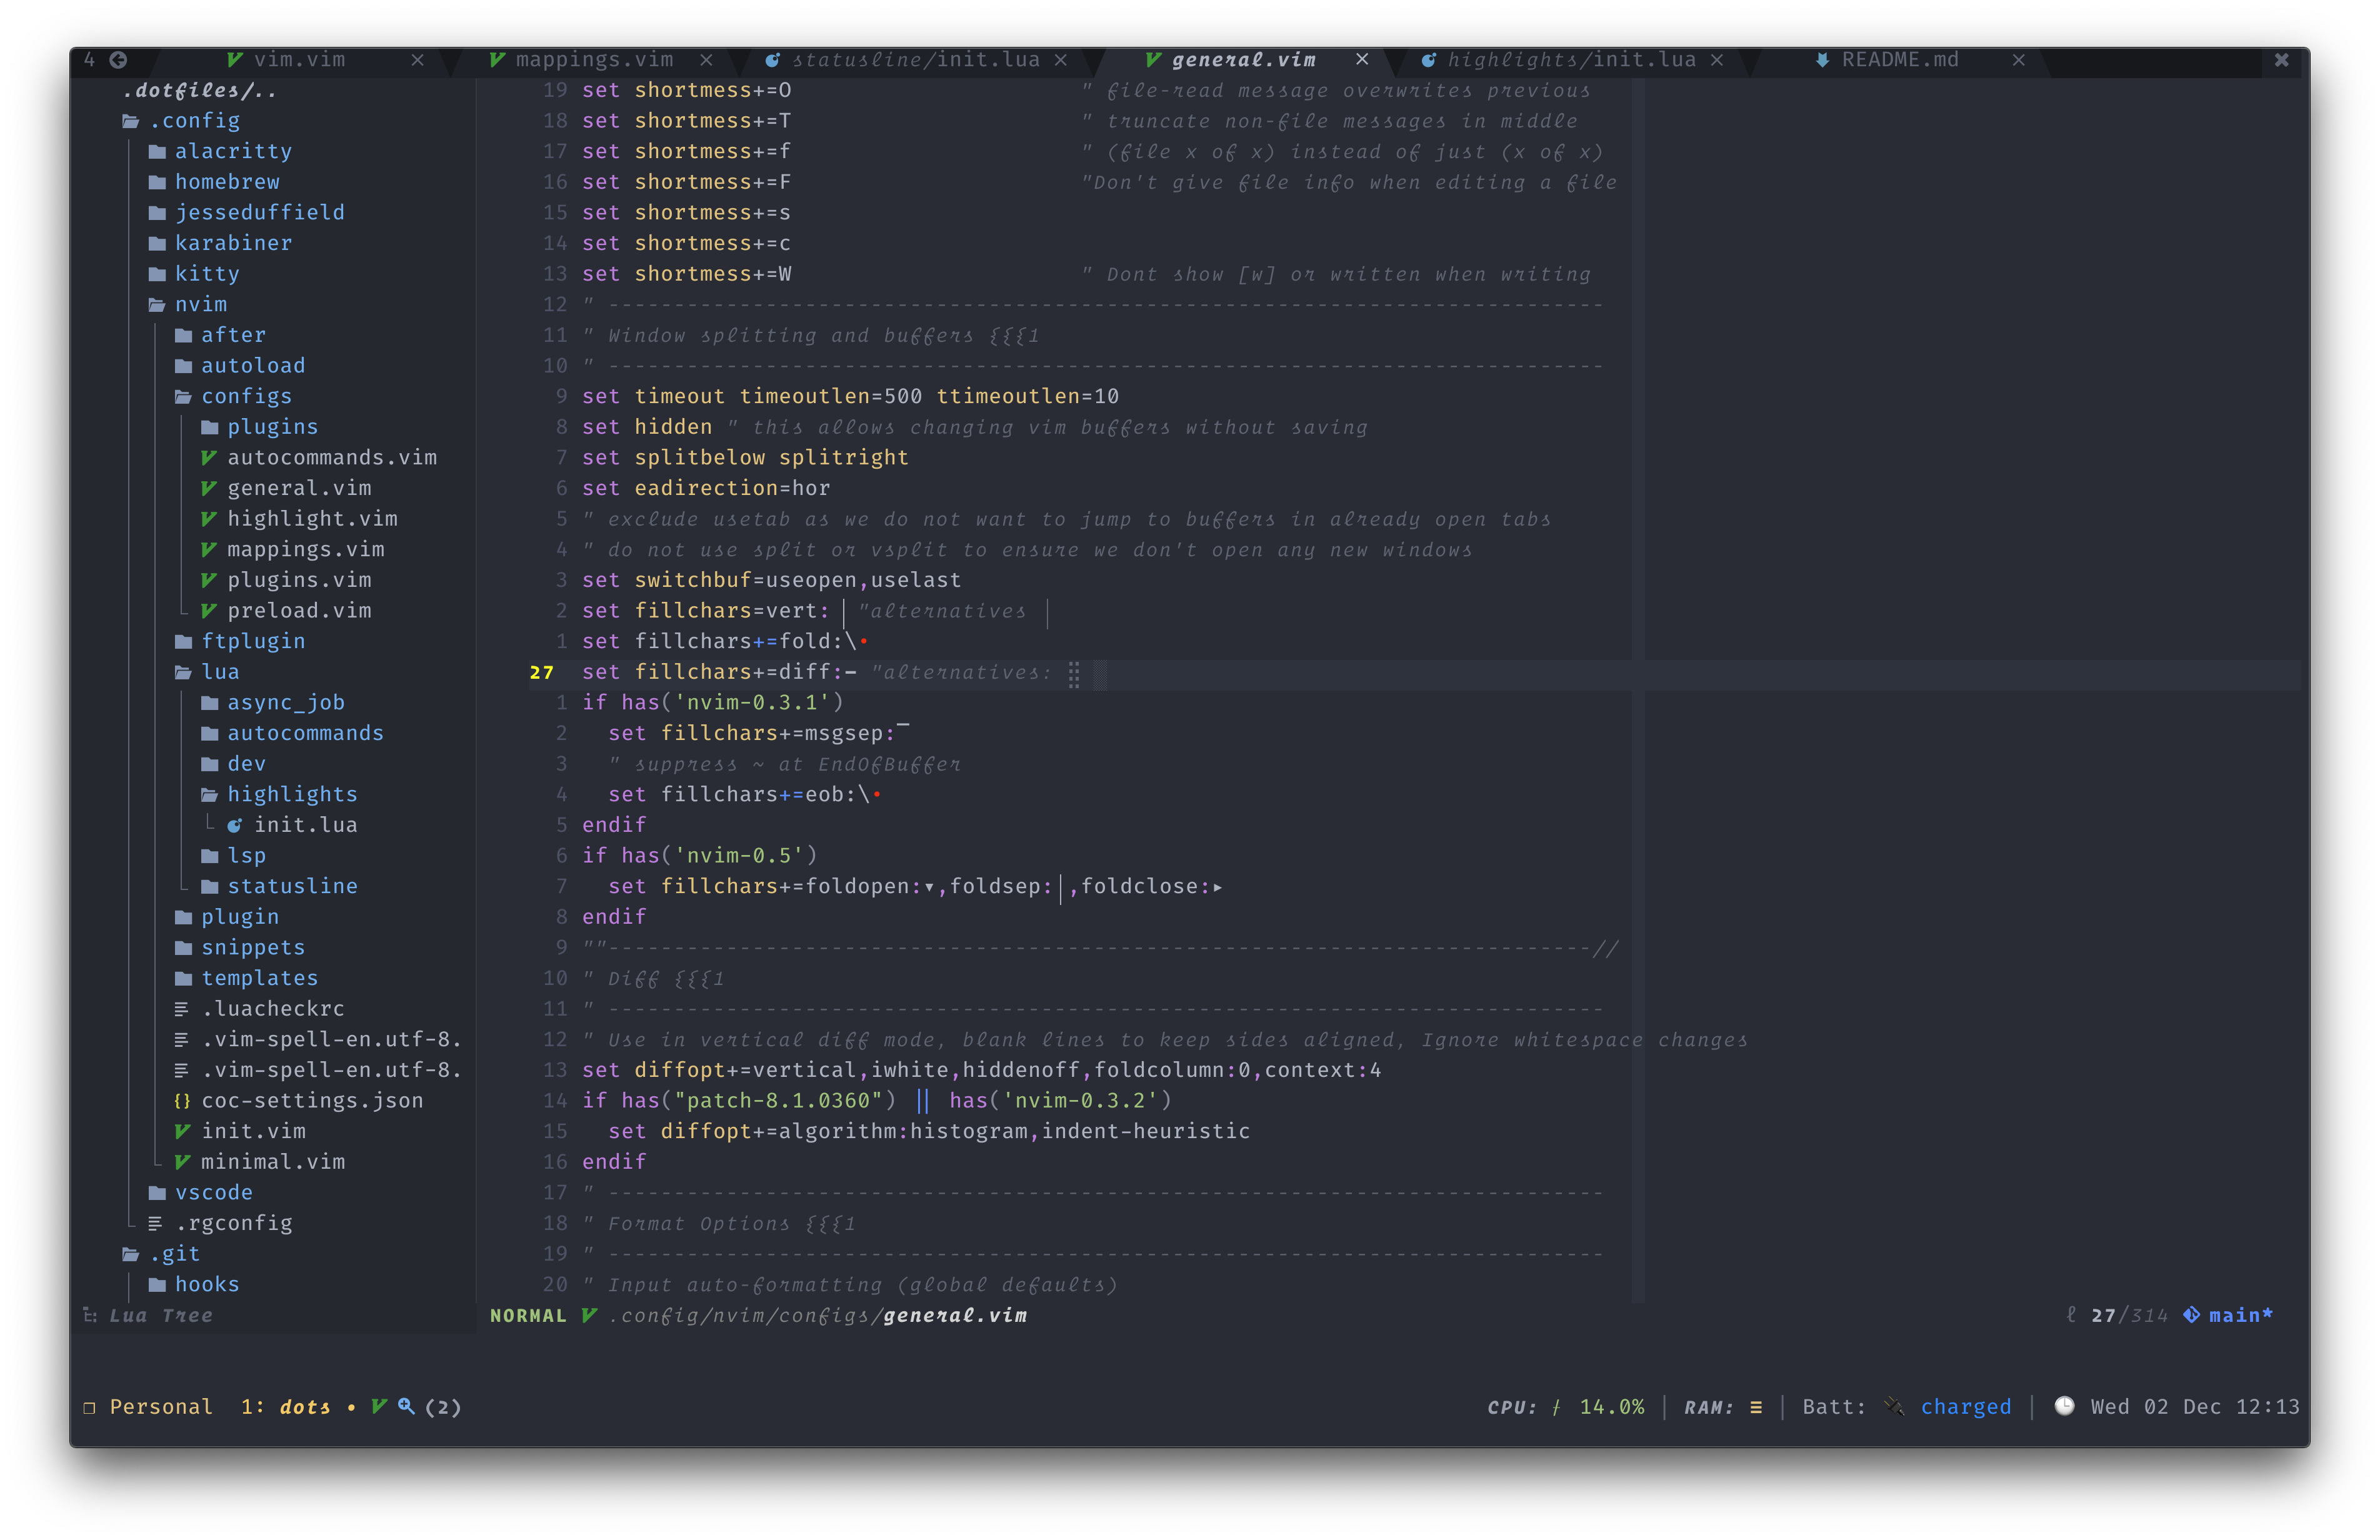 4 vim.vim × mappings.vim × statusline/init.lua × general.vim × highlights/init.lua × README.md × ✖
.dotfiles/..
.config
alacritty
homebrew
jesseduffield
karabiner
kitty
nvim
after
autoload
configs
plugins
autocommands.vim
general.vim
highlight.vim
mappings.vim
plugins.vim
preload.vim
ftplugin
lua
async_job
autocommands
dev
highlights
init.lua
lsp
statusline
plugin
snippets
templates
.luacheckrc
.vim-spell-en.utf-8.
.vim-spell-en.utf-8.
{} coc-settings.json
init.vim
minimal.vim
vscode
.rgconfig
.git
hooks
Lua Tree
19 set shortmess+=O " file-read message overwrites previous
18 set shortmess+=T " truncate non-file messages in middle
17 set shortmess+=f " (file x of x) instead of just (x of x)
16 set shortmess+=F "Don't give file info when editing a file
15 set shortmess+=s
14 set shortmess+=c
13 set shortmess+=W " Dont show [w] or written when writing
12 " ----------------------------------------------------------------------------
11 " Window splitting and buffers {{{1
10 " ----------------------------------------------------------------------------
9 set timeout timeoutlen=500 ttimeoutlen=10
8 set hidden " this allows changing vim buffers without saving
7 set splitbelow splitright
6 set eadirection=hor
5 " exclude usetab as we do not want to jump to buffers in already open tabs
4 " do not use split or vsplit to ensure we don't open any new windows
3 set switchbuf=useopen,uselast
2 set fillchars=vert:│ "alternatives │
1 set fillchars+=fold:\•
27 set fillchars+=diff:− "alternatives: ⣿ ░
1 if has('nvim-0.3.1')
2 set fillchars+=msgsep:‾
3 " suppress ~ at EndOfBuffer
4 set fillchars+=eob:\•
5 endif
6 if has('nvim-0.5')
7 set fillchars+=foldopen:▾,foldsep:│,foldclose:▸
8 endif
9 ""---------------------------------------------------------------------------//
10 " Diff {{{1
11 " ----------------------------------------------------------------------------
12 " Use in vertical diff mode, blank lines to keep sides aligned, Ignore whitespace changes
13 set diffopt+=vertical,iwhite,hiddenoff,foldcolumn:0,context:4
14 if has("patch-8.1.0360") || has('nvim-0.3.2')
15 set diffopt+=algorithm:histogram,indent-heuristic
16 endif
17 " ----------------------------------------------------------------------------
18 " Format Options {{{1
19 " ----------------------------------------------------------------------------
20 " Input auto-formatting (global defaults)
NORMAL .config/nvim/configs/general.vim ℓ 27/314 main*
❐ Personal 1: dots • (2) CPU: 14.0% │ RAM: ≡ │ Batt: charged │ Wed 02 Dec 12:13